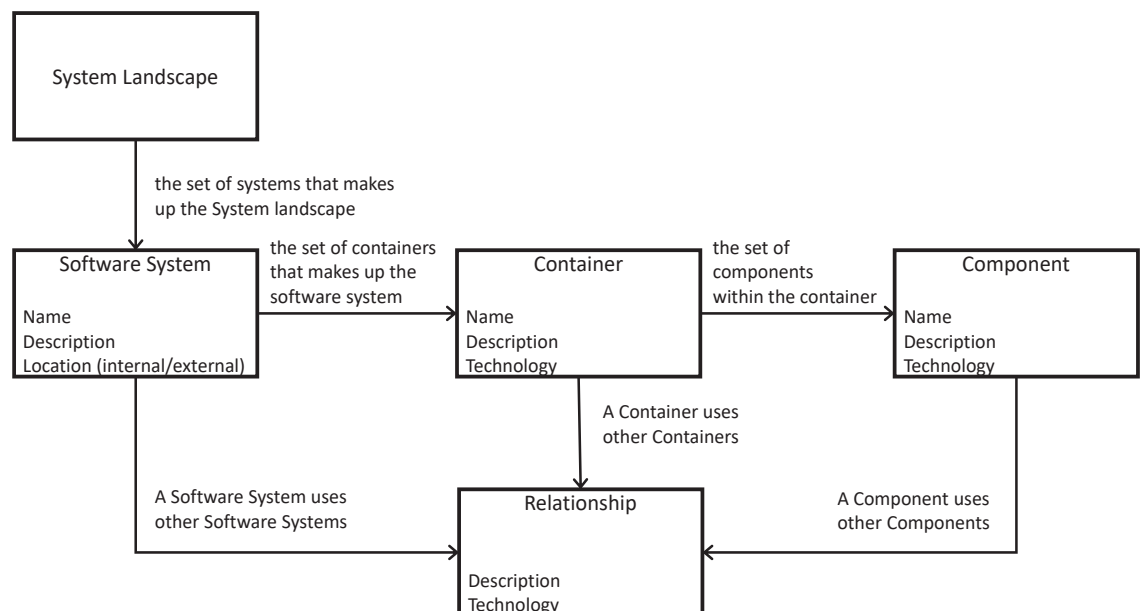 System Landscape
the set of systems that makes
up the System landscape
Software System
Name
Description
Location (internal/external)
the set of containers
that makes up the
software system
Container
Name
Description
Technology
the set of
components
within the container
Component
Name
Description
Technology
A Container uses
other Containers
A Software System uses
other Software Systems
Relationship
Description
Technology
A Component uses
other Components